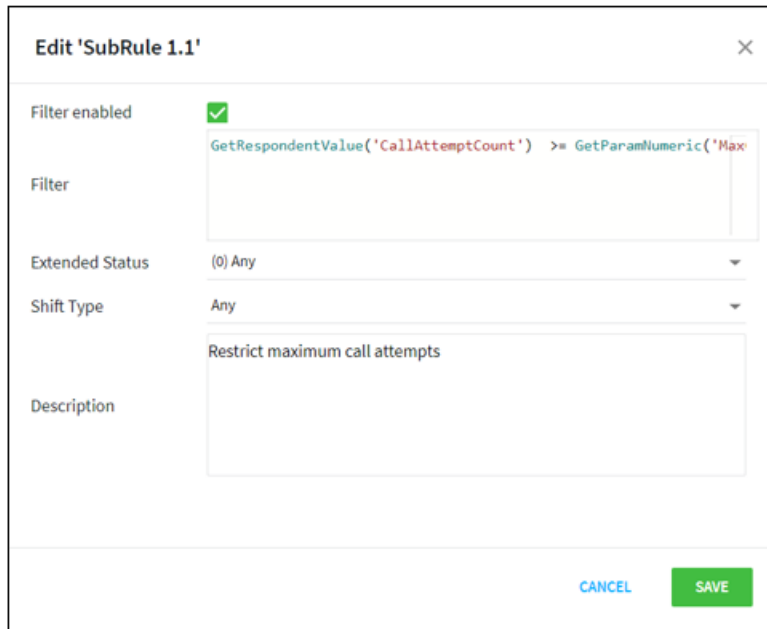 Edit 'SubRule 1.1'
Filter enabled
Filter
GetRespondentValue('CallAttemptCount')  >= GetParamNumeric('Max
Extended Status
(0) Any
Shift Type
Any
Description
Restrict maximum call attempts
CANCEL
SAVE